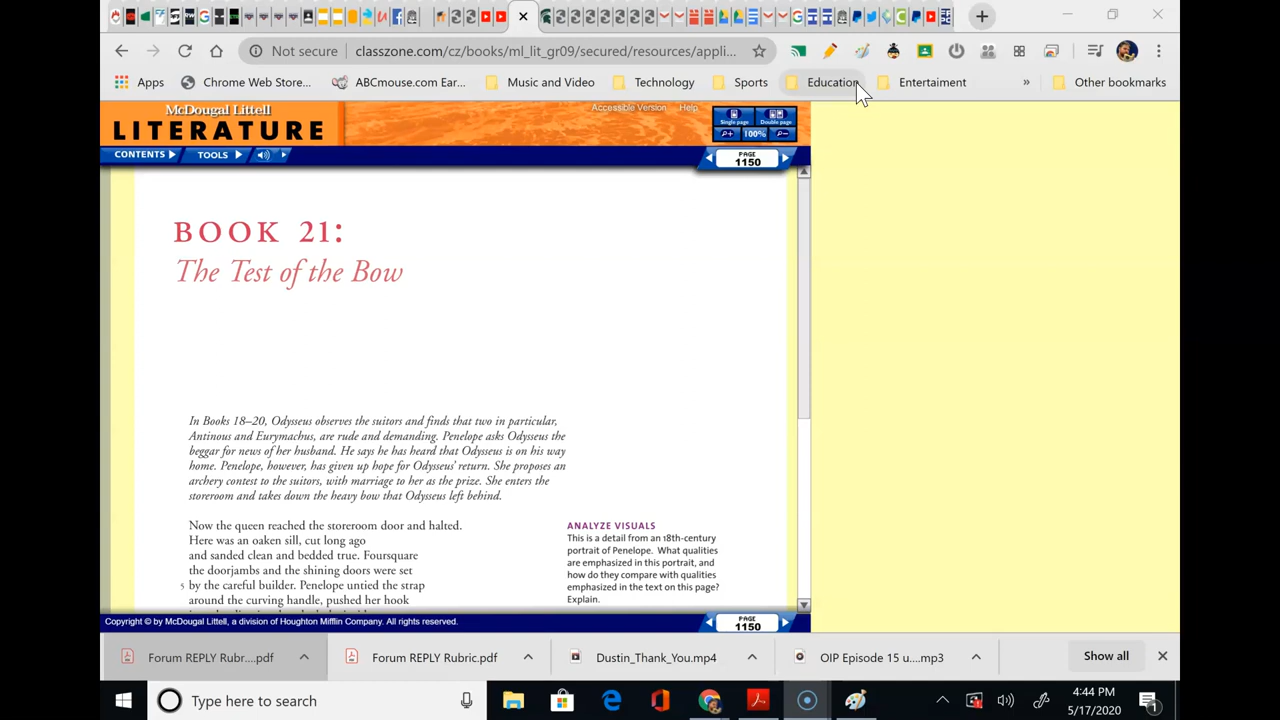 Not secure classzone.com/cz/books/ml_lit_gr09/secured/resources/appli...
Apps Chrome Web Store... ABCmouse.com Ear... Music and Video Technology Sports Education Entertaiment » Other bookmarks
McDougal Littell
LITERATURE
Accessible Version Help
Single page Double page
100%
CONTENTS TOOLS
PAGE
1150
BOOK 21:
The Test of the Bow
In Books 18–20, Odysseus observes the suitors and finds that two in particular,
Antinous and Eurymachus, are rude and demanding. Penelope asks Odysseus the
beggar for news of her husband. He says he has heard that Odysseus is on his way
home. Penelope, however, has given up hope for Odysseus' return. She proposes an
archery contest to the suitors, with marriage to her as the prize. She enters the
storeroom and takes down the heavy bow that Odysseus left behind.
Now the queen reached the storeroom door and halted.
Here was an oaken sill, cut long ago
and sanded clean and bedded true. Foursquare
the doorjambs and the shining doors were set
5 by the careful builder. Penelope untied the strap
around the curving handle, pushed her hook
ANALYZE VISUALS
This is a detail from an 18th-century
portrait of Penelope. What qualities
are emphasized in this portrait, and
how do they compare with qualities
emphasized in the text on this page?
Explain.
Copyright © by McDougal Littell, a division of Houghton Mifflin Company. All rights reserved.
PAGE
1150
Forum REPLY Rubr....pdf Forum REPLY Rubric.pdf Dustin_Thank_You.mp4 OIP Episode 15 u....mp3 Show all
Type here to search
4:44 PM
5/17/2020